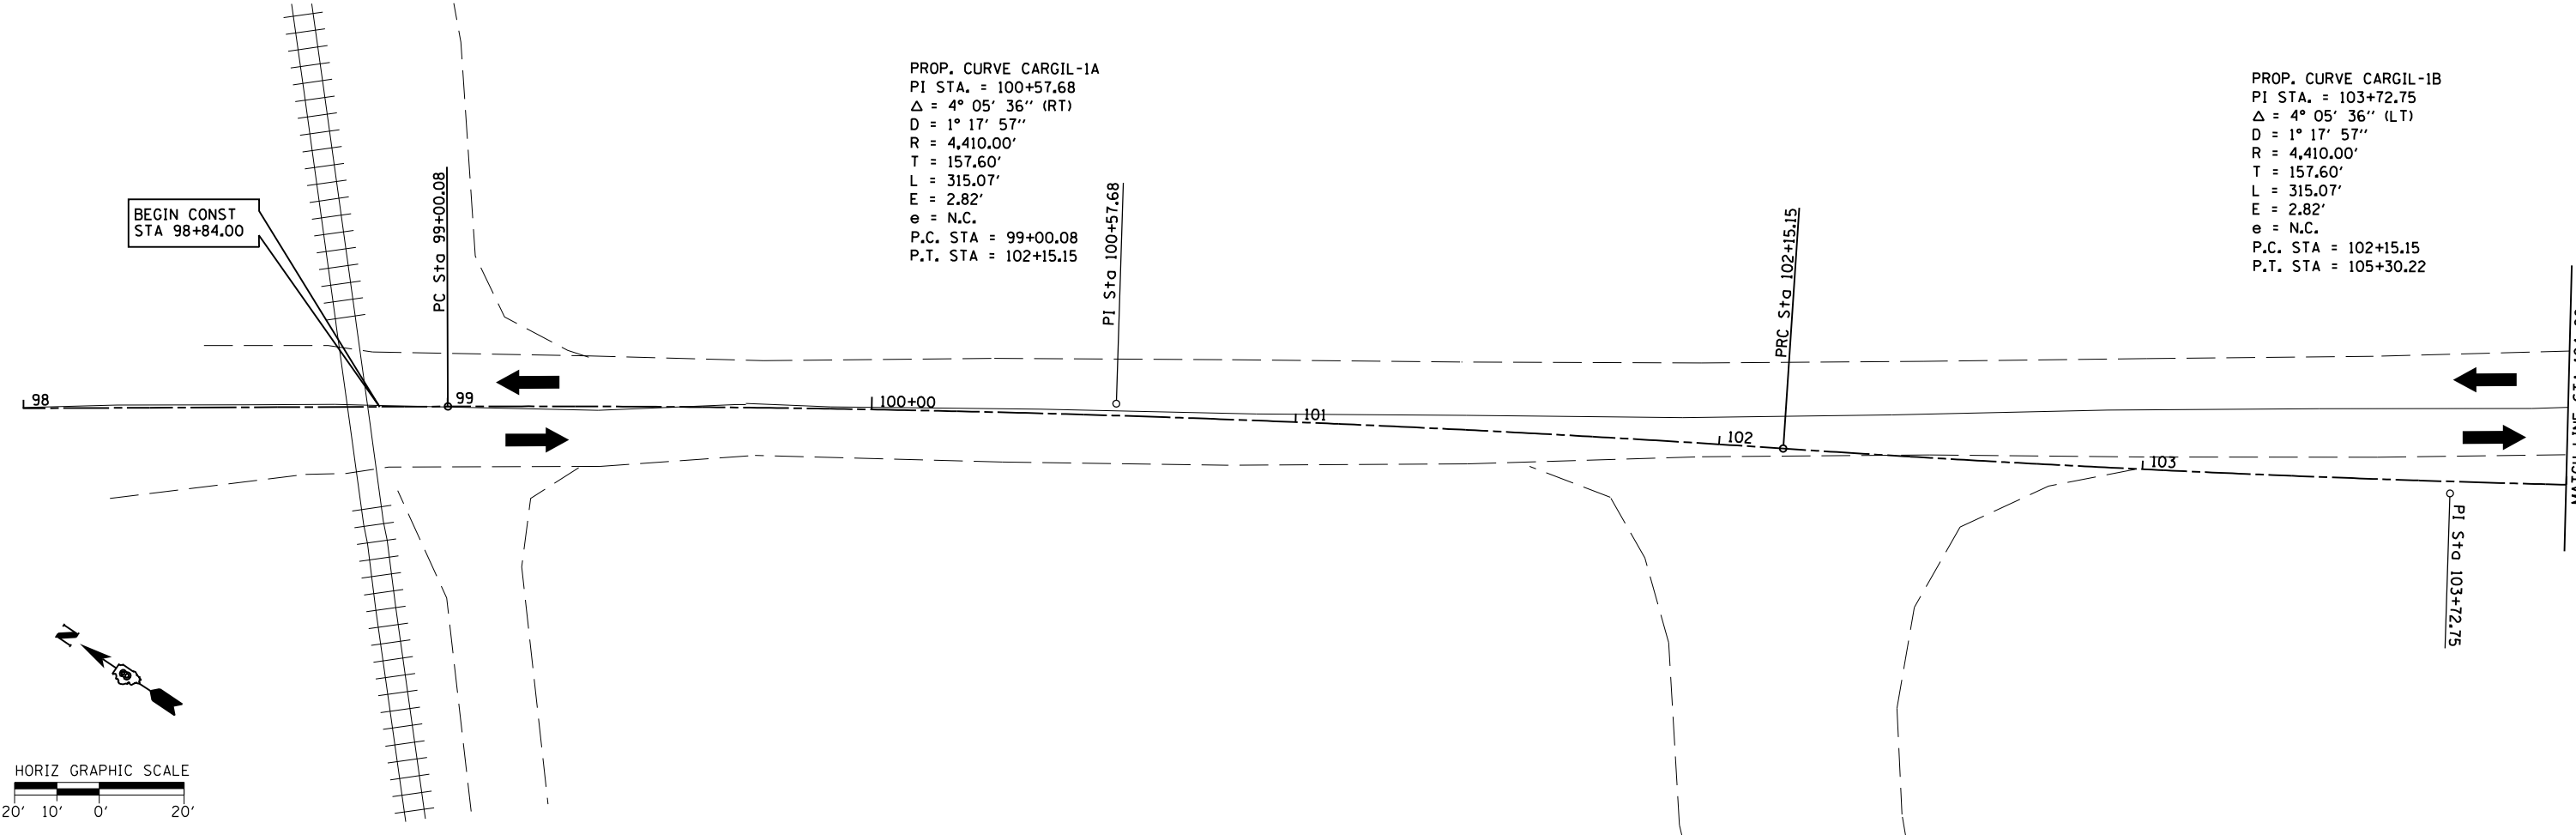 PROP. CURVE CARGIL-1A
PI STA. = 100+57.68
Δ = 4° 05' 36'' (RT)
D = 1° 17' 57''
R = 4,410.00'
T = 157.60'
L = 315.07'
E = 2.82'
e = N.C.
P.C. STA = 99+00.08
P.T. STA = 102+15.15
PROP. CURVE CARGIL-1B
PI STA. = 103+72.75
Δ = 4° 05' 36'' (LT)
D = 1° 17' 57''
R = 4,410.00'
T = 157.60'
L = 315.07'
E = 2.82'
e = N.C.
P.C. STA = 102+15.15
P.T. STA = 105+30.22
BEGIN CONST
STA 98+84.00
PC Sta 99+00.08
PI Sta 100+57.68
PRC Sta 102+15.15
98
99
100+00
101
102
103
PI Sta 103+72.75
MATCH LINE STA
N
HORIZ GRAPHIC SCALE
20' 10' 0' 20'